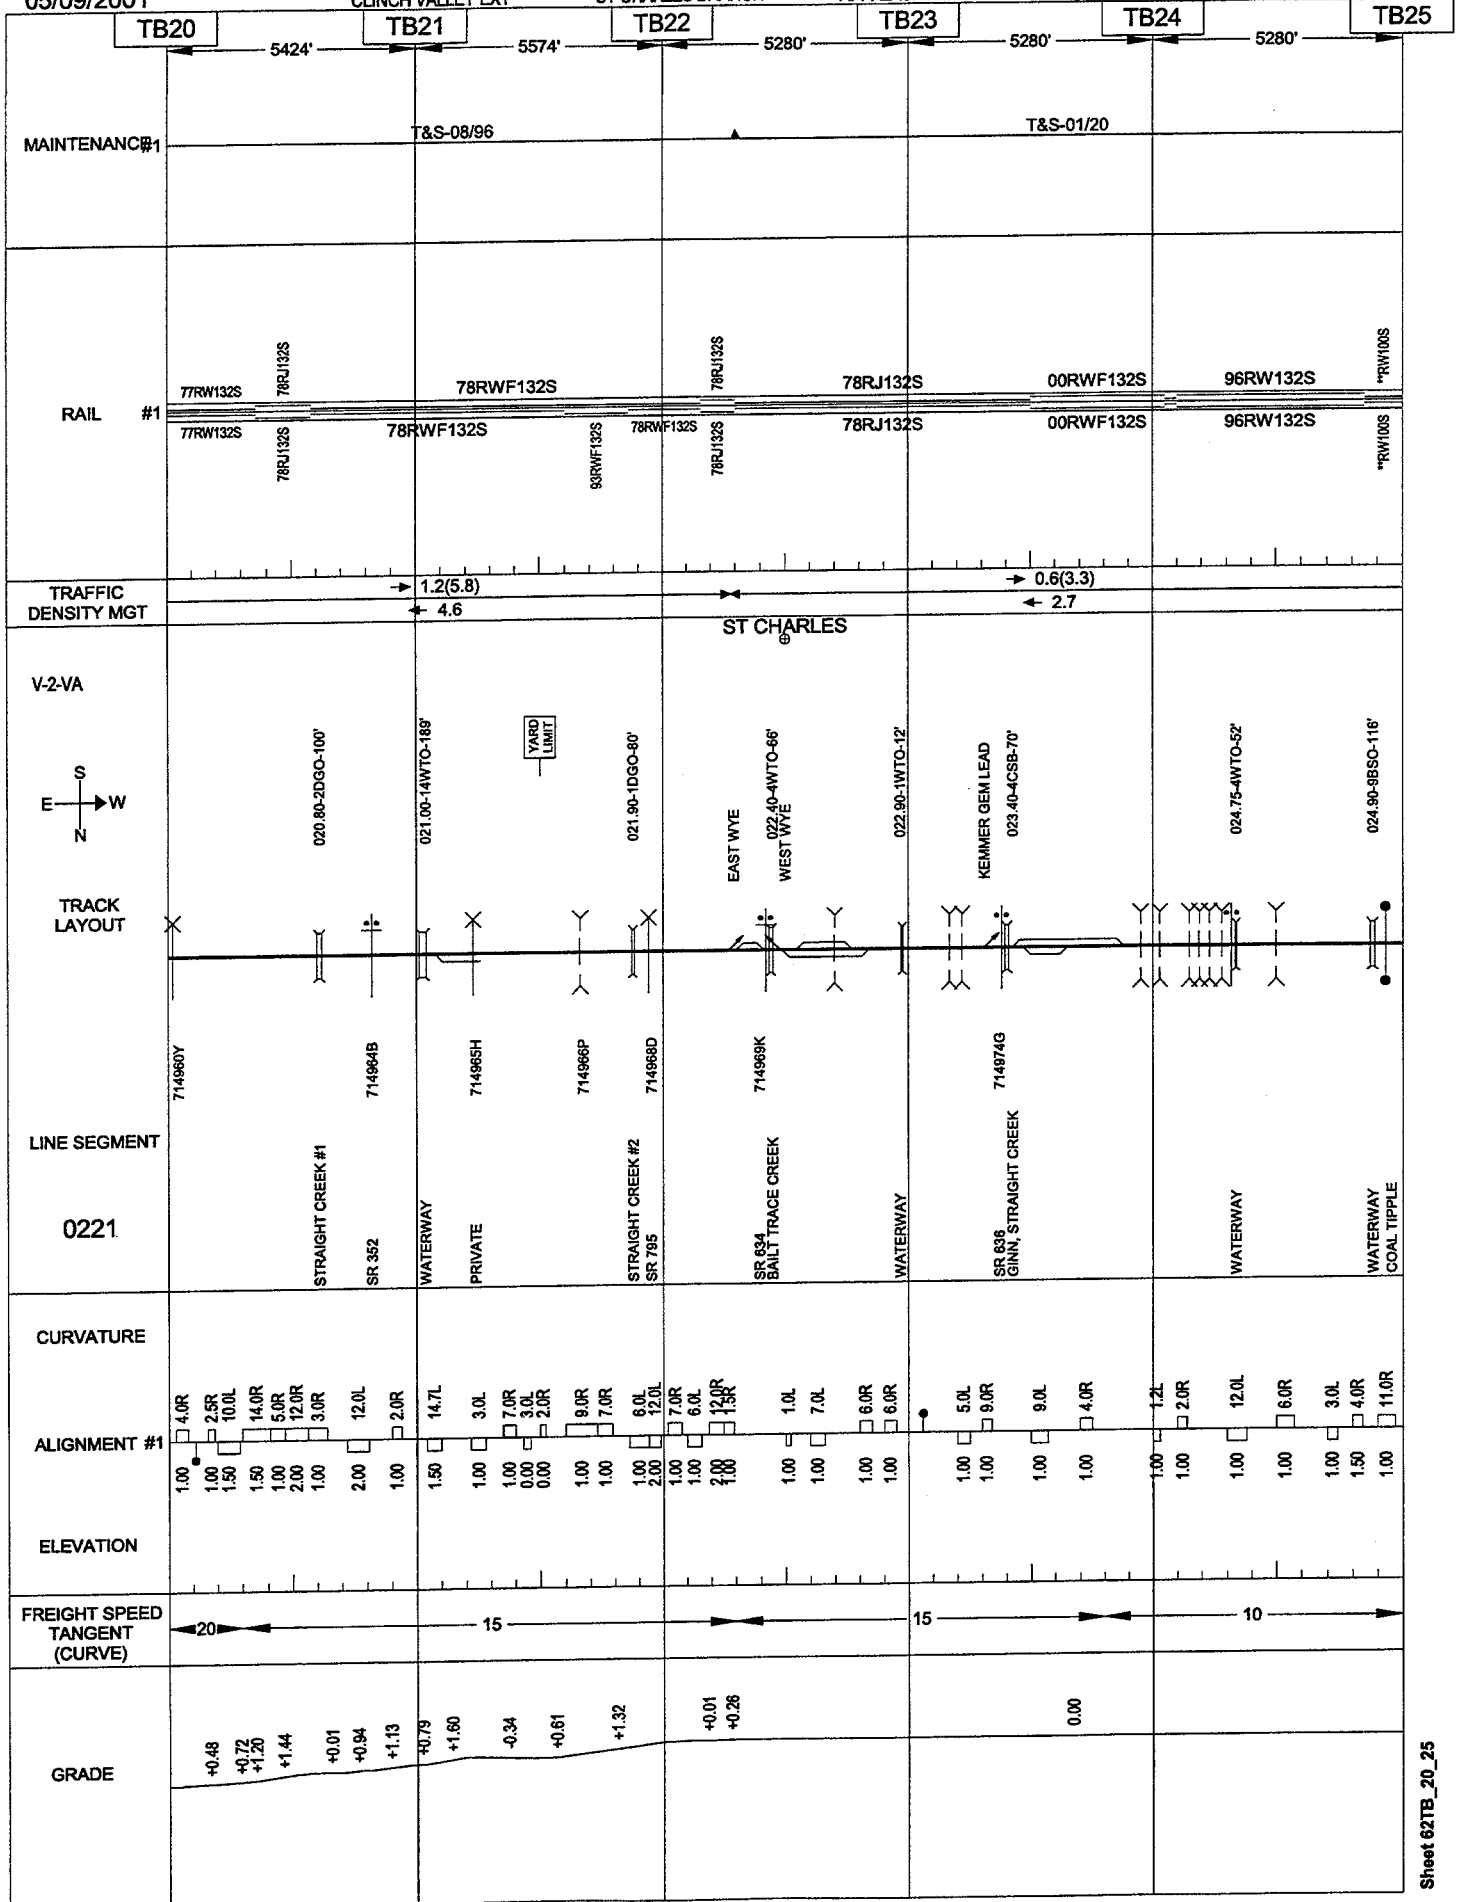 05/09/2001
CLINCH VALLEY EXT
TB20 TB21 TB22 TB23 TB24 TB25
5424' 5574' 5280' 5280' 5280'
MAINTENANCE #1
T&S-08/96 T&S-01/20
78RJ132S 78RJ132S **RW100S
77RW132S 78RWF132S 78RJ132S 00RWF132S 96RW132S
RAIL #1
77RW132S 78RWF132S 78RWF132S 78RJ132S 00RWF132S 96RW132S
78RJ132S 93RWF132S 78RJ132S **RW100S
TRAFFIC
DENSITY MGT
1.2(5.8) 0.6(3.3)
4.6 2.7
ST CHARLES
V-2-VA
YARD
LIMIT
S
E W
N
020.80-2DGO-100'
021.00-14WTO-189'
021.90-1DGO-80'
EAST WYE
022.40-4WTO-66'
WEST WYE
022.90-1WTO-12'
KEMMER GEM LEAD
023.40-4CSB-70'
024.75-4WTO-52'
024.90-9BSO-116'
TRACK
LAYOUT
714960Y
714964B
714965H
714966P
714968D
714969K
714974G
LINE SEGMENT
0221
STRAIGHT CREEK #1
SR 352
WATERWAY
PRIVATE
STRAIGHT CREEK #2
SR 795
SR 634
BAILT TRACE CREEK
WATERWAY
SR 636
GINN, STRAIGHT CREEK
WATERWAY
WATERWAY
COAL TIPPLE
CURVATURE
4.0R 2.5R 10.0L 14.0R 5.0R 12.0R 3.0R 12.0L 2.0R 14.7L 3.0L 7.0R 3.0L 2.0R 9.0R 7.0R 6.0L 12.0L 7.0R 6.0L 12.0R 1.5R 1.0L 7.0L 6.0R 6.0R 5.0L 9.0R 9.0L 4.0R 1.2L 2.0R 12.0L 6.0R 3.0L 4.0R 11.0R
ALIGNMENT #1
1.00 1.00 1.50 1.50 1.00 2.00 1.00 2.00 1.00 1.50 1.00 1.00 0.00 0.00 1.00 1.00 1.00 2.00 1.00 1.00 2.00 1.00 1.00 1.00 1.00 1.00 1.00 1.00 1.00 1.00 1.00 1.00 1.00 1.00 1.00 1.50 1.00
ELEVATION
FREIGHT SPEED
TANGENT
(CURVE)
20 15 15 10
GRADE
+0.48 +0.72 +1.20 +1.44 +0.01 +0.94 +1.13 +0.79 +1.60 -0.34 +0.61 +1.32 +0.01 +0.26 0.00
Sheet 62TB_20_25